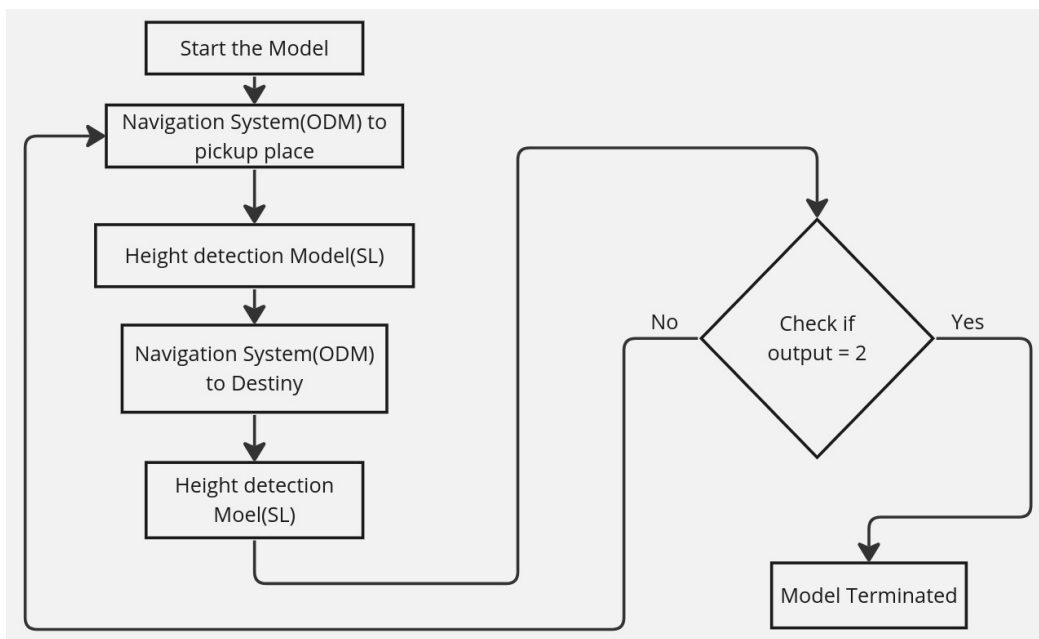 Start the Model
Navigation System(ODM) to
pickup place
Height detection Model(SL)
Navigation System(ODM)
to Destiny
Height detection
Moel(SL)
Check if
output = 2
No
Yes
Model Terminated